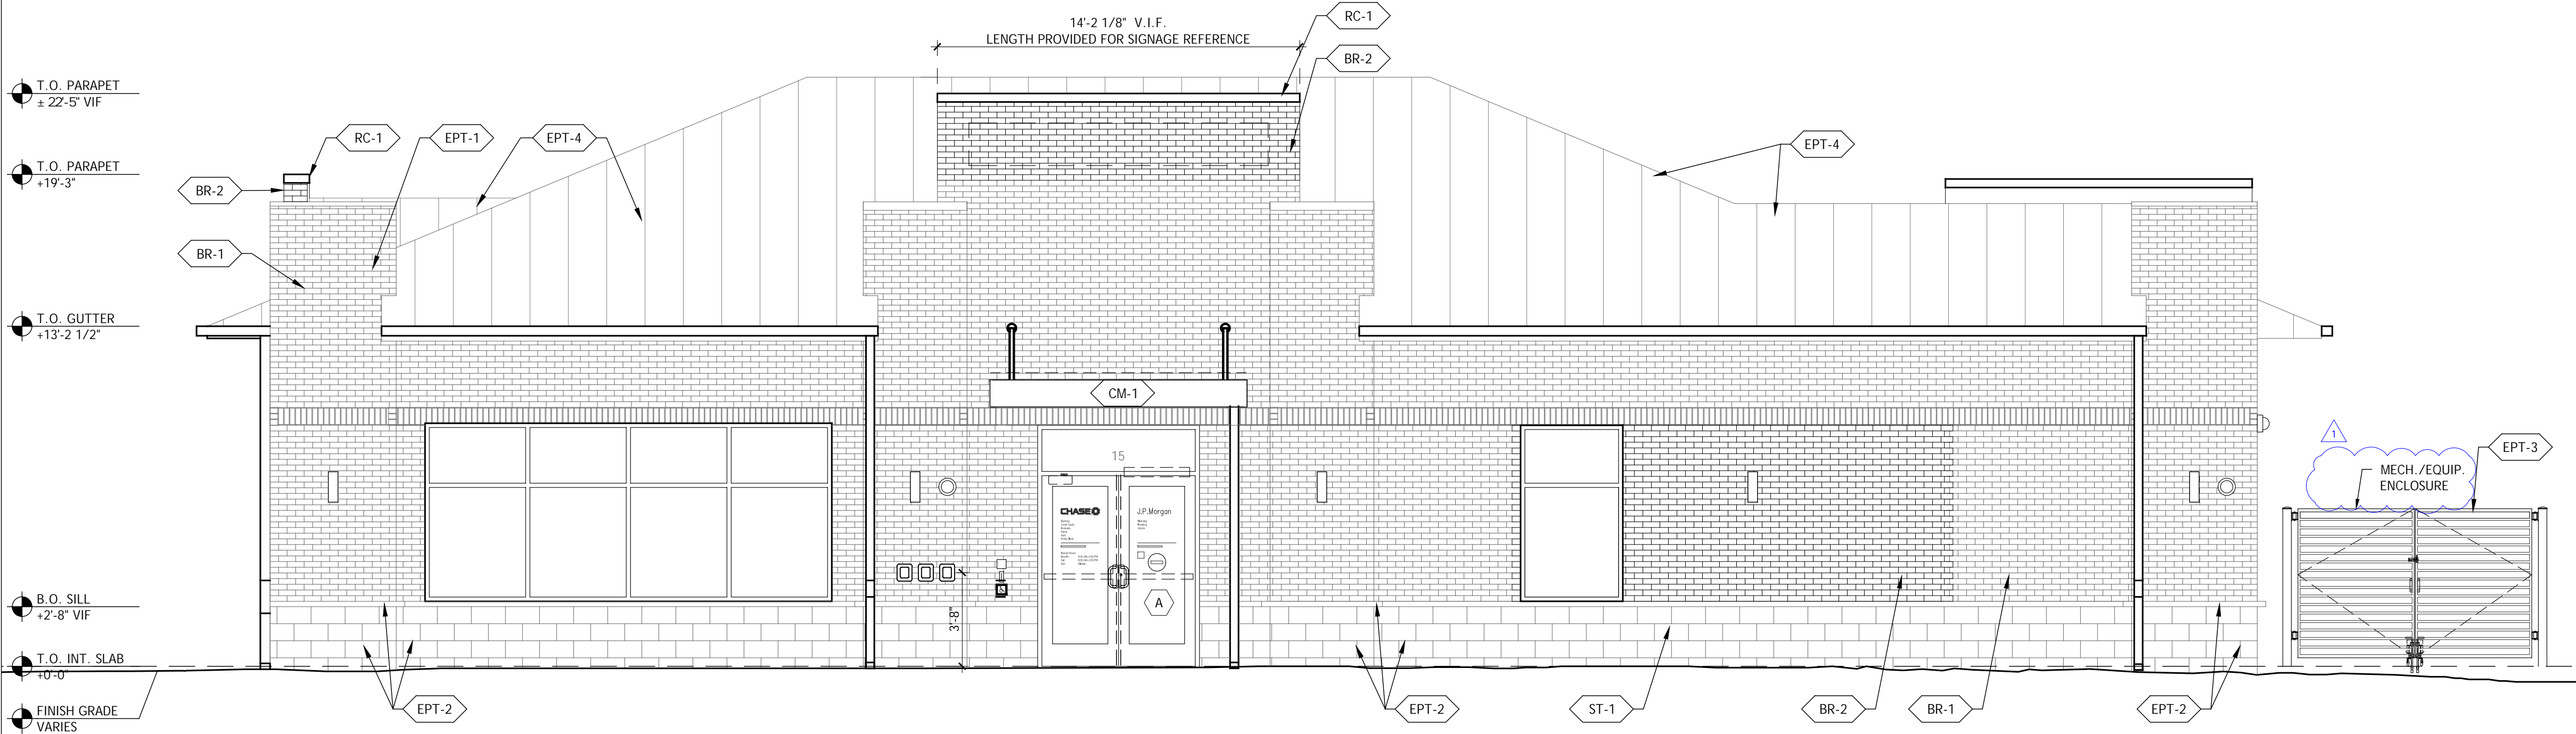 14'-2 1/8" V.I.F.
LENGTH PROVIDED FOR SIGNAGE REFERENCE
RC-1
BR-2
T.O. PARAPET
± 22'-5" VIF
RC-1
EPT-1
EPT-4
EPT-4
T.O. PARAPET
+19'-3"
BR-2
BR-1
T.O. GUTTER
+13'-2 1/2"
CM-1
1
EPT-3
MECH./EQUIP.
ENCLOSURE
15
CHASE
J.P.Morgan
A
3'-8"
B.O. SILL
+2'-8" VIF
T.O. INT. SLAB
+0'-0"
FINISH GRADE
VARIES
EPT-2
EPT-2
ST-1
BR-2
BR-1
EPT-2